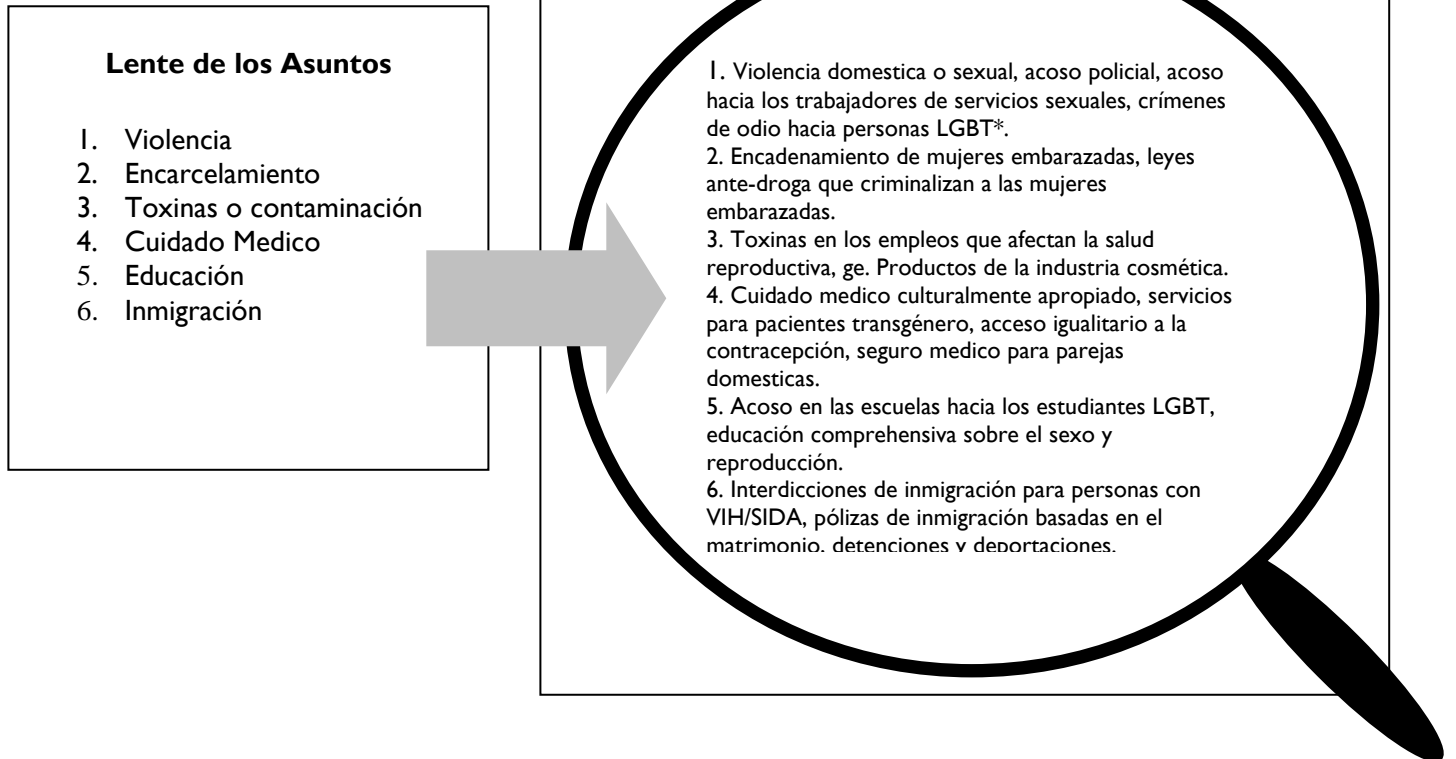 Lente de los Asuntos
1. Violencia
2. Encarcelamiento
3. Toxinas o contaminación
4. Cuidado Medico
5. Educación
6. Inmigración
1. Violencia domestica o sexual, acoso policial, acoso
hacia los trabajadores de servicios sexuales, crímenes
de odio hacia personas LGBT*.
2. Encadenamiento de mujeres embarazadas, leyes
ante-droga que criminalizan a las mujeres
embarazadas.
3. Toxinas en los empleos que afectan la salud
reproductiva, ge. Productos de la industria cosmética.
4. Cuidado medico culturalmente apropiado, servicios
para pacientes transgénero, acceso igualitario a la
contracepción, seguro medico para parejas
domesticas.
5. Acoso en las escuelas hacia los estudiantes LGBT,
educación comprehensiva sobre el sexo y
reproducción.
6. Interdicciones de inmigración para personas con
VIH/SIDA, pólizas de inmigración basadas en el
matrimonio, detenciones y deportaciones.